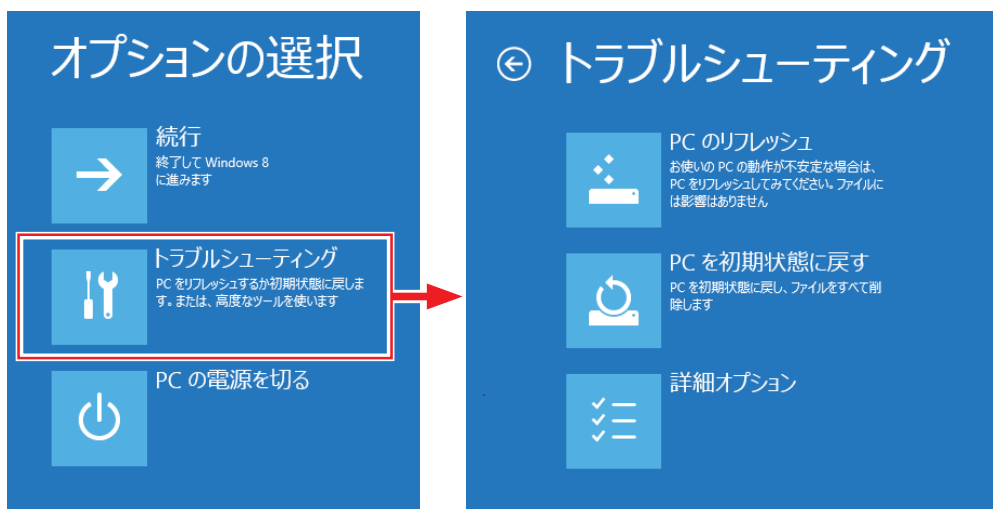 オプションの選択
続行
終了して Windows 8
に進みます
トラブルシューティング
PC をリフレッシュするか初期状態に戻しま
す。または、高度なツールを使います
PC の電源を切る
トラブルシューティング
PC のリフレッシュ
お使いの PC の動作が不安定な場合は、
PC をリフレッシュしてみてください。ファイルに
は影響はありません
PC を初期状態に戻す
PC を初期状態に戻し、ファイルをすべて削
除します
詳細オプション